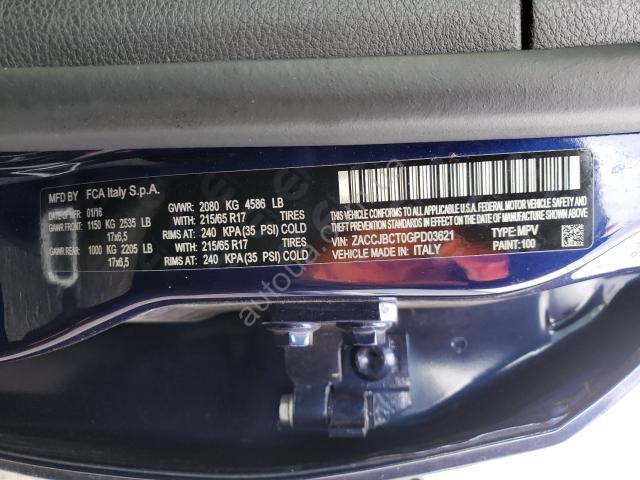 MFD BY FCA Italy S.p.A.
MFD DATE: 01/16 GVWR: 2080 KG 4586 LB
GAWR FRONT: 1150 KG 2535 LB WITH: 215/65 R17 TIRES
17x6,5 RIMS AT: 240 KPA (35 PSI) COLD
GAWR REAR: 1000 KG 2205 LB WITH: 215/65 R17 TIRES
17x6,5 RIMS AT: 240 KPA (35 PSI) COLD
THIS VEHICLE CONFORMS TO ALL APPLICABLE U.S.A. FEDERAL MOTOR VEHICLE SAFETY, BUMPER AND
THEFT PREVENTION STANDARDS IN EFFECT ON THE DATE OF MANUFACTURE SHOWN ABOVE.
VIN: ZACCJBCT0GPD03621 TYPE: MPV
VEHICLE MADE IN: ITALY PAINT: 100